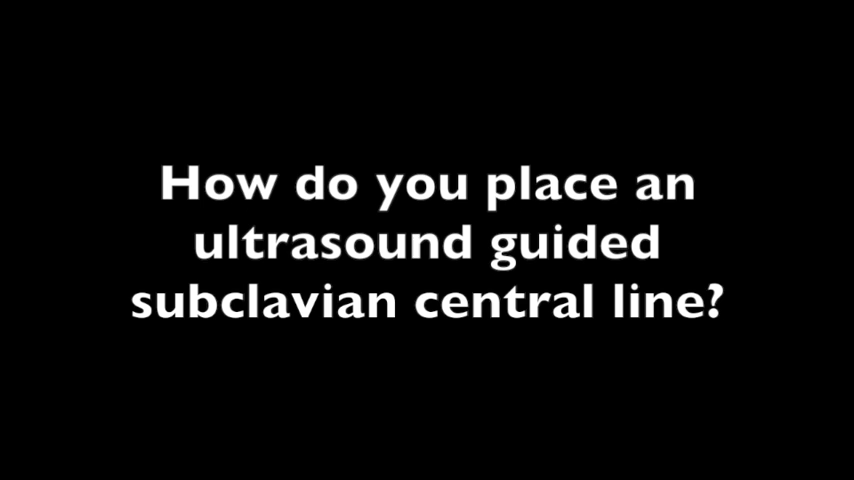 How do you place an
ultrasound guided
subclavian central line?